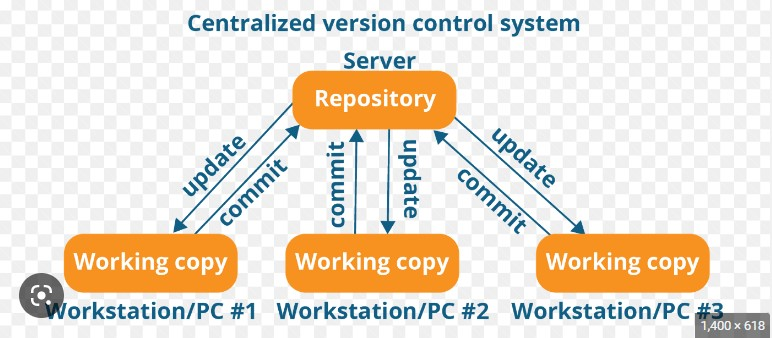 Centralized version control system
Server
Repository
update
commit
commit
update
update
commit
Working copy
Working copy
Working copy
Workstation/PC #1
Workstation/PC #2
Workstation/PC #3
1,400 × 618